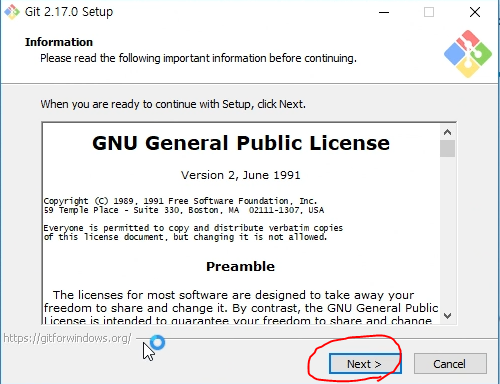 Git 2.17.0 Setup
Information
Please read the following important information before continuing.
When you are ready to continue with Setup, click Next.
GNU General Public License
Version 2, June 1991
Copyright (C) 1989, 1991 Free Software Foundation, Inc.
59 Temple Place - Suite 330, Boston, MA  02111-1307, USA
Everyone is permitted to copy and distribute verbatim copies
of this license document, but changing it is not allowed.
Preamble
The licenses for most software are designed to take away your
freedom to share and change it. By contrast, the GNU General Public
License is intended to guarantee your freedom to share and change
https://gitforwindows.org/
Next >
Cancel